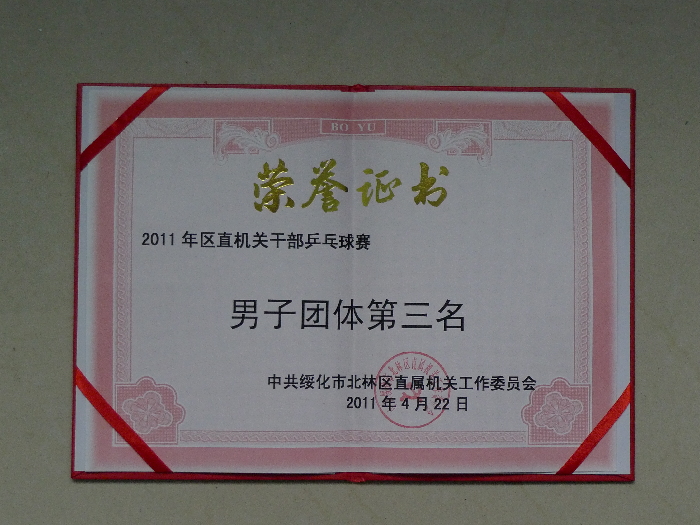 BO YU
荣誉证书
2011 年区直机关干部乒乓球赛
男子团体第三名
中共绥化市北林区直属机关工作委员会
2011 年 4 月 22 日